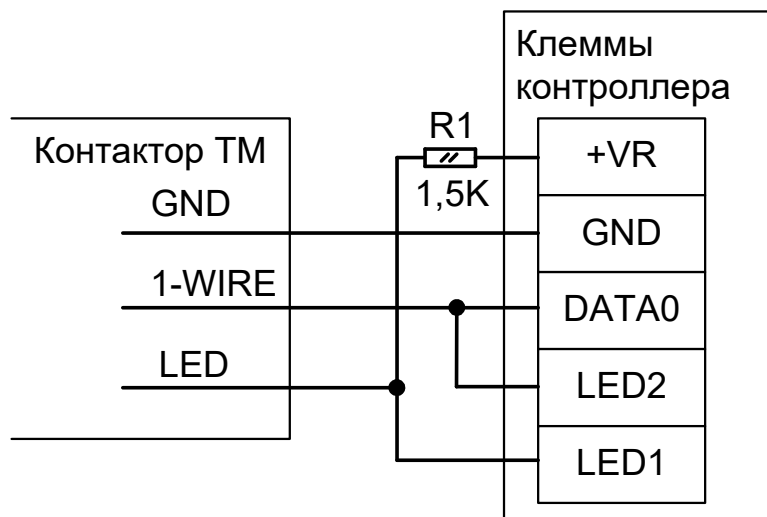 Клеммы
контроллера
R1
Контактор ТМ
+VR
1,5K
GND
GND
1-WIRE
DATA0
LED
LED2
LED1